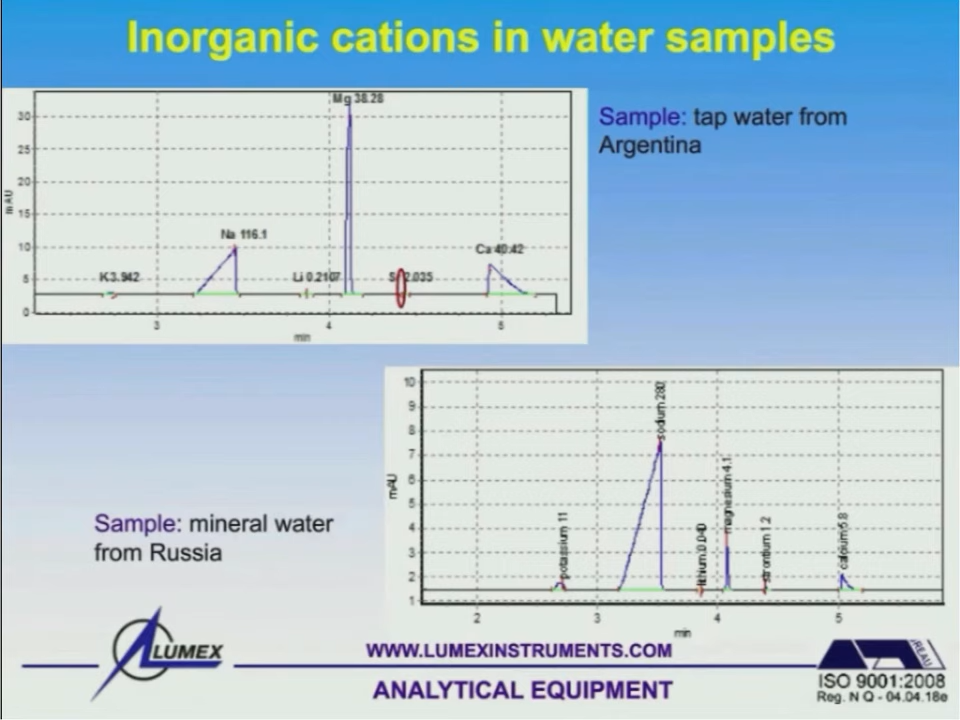 Inorganic cations in water samples
Mg 38.28
Sample: tap water from
Argentina
30
25
20
15
10
5
0
mAU
Na 116.1
Ca 40.42
K 3.942
Li 0.2107
2.035
3
4
5
min
10
9
8
7
6
5
4
3
2
1
mAU
sodium 280
magnesium 4.1
potassium 11
lithium 0.040
strontium 1.2
calcium 5.8
2
3
4
5
min
Sample: mineral water
from Russia
LUMEX
WWW.LUMEXINSTRUMENTS.COM
ANALYTICAL EQUIPMENT
ISO 9001:2008
Reg. N Q - 04.04.18e